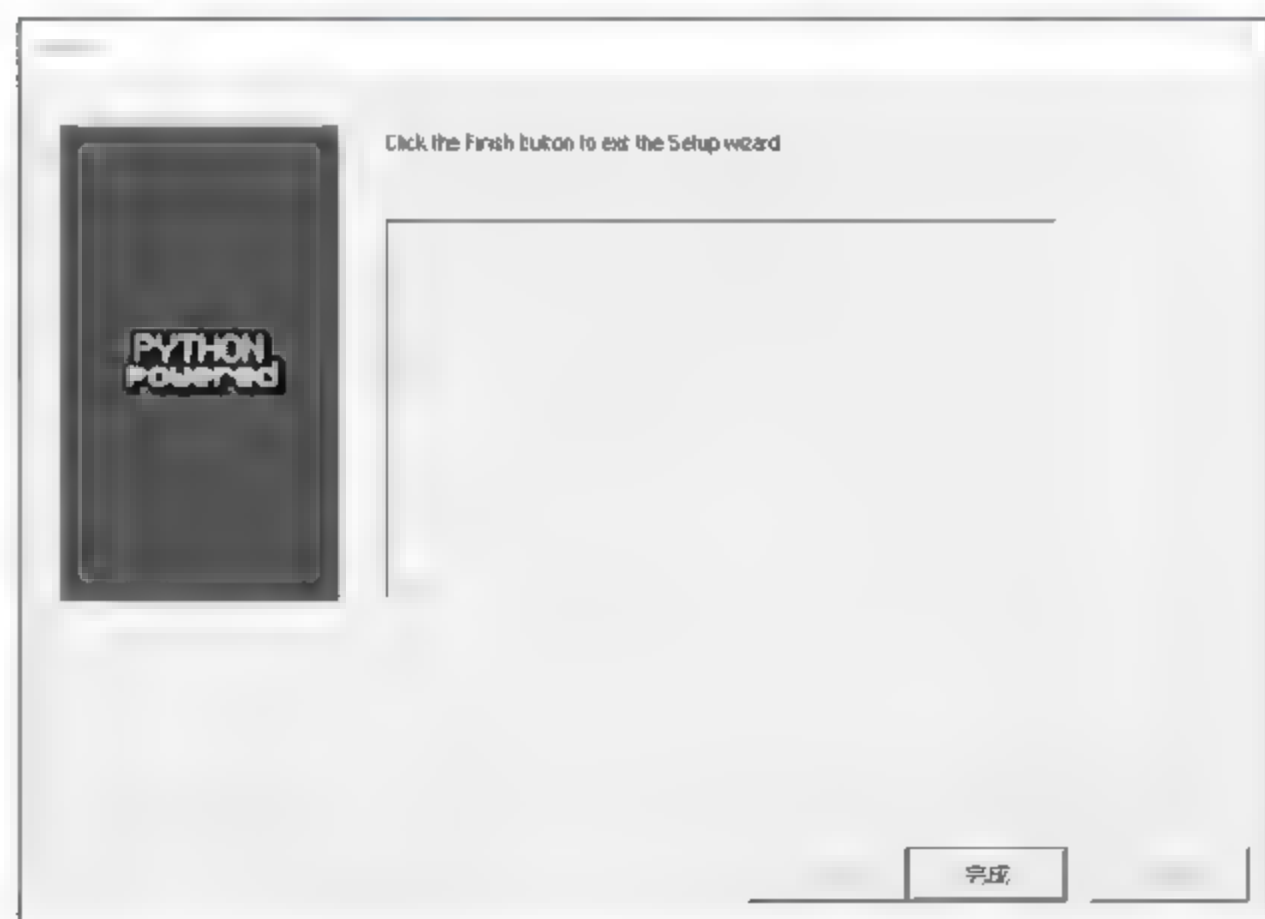 Click the Finish button to exit the Setup wizard
PYTHON
Powered
完成